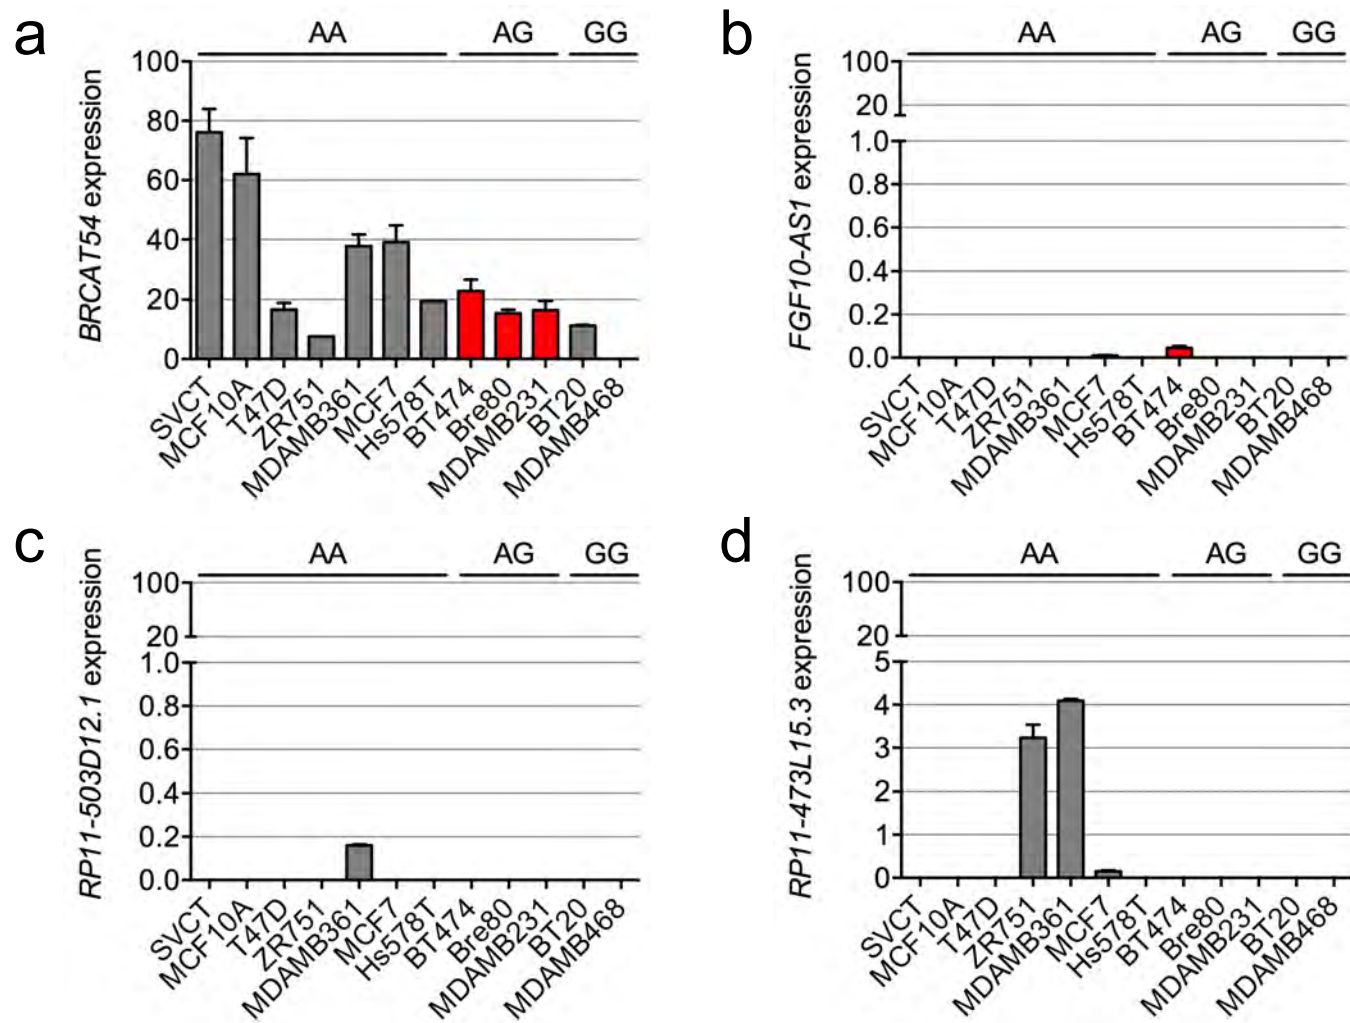 a
AA AG GG
BRCAT54 expression
100
80
60
40
20
0
SVCT
MCF10A
T47D
ZR751
MDAMB361
MCF7
Hs578T
BT474
Bre80
MDAMB231
BT20
MDAMB468
b
AA AG GG
FGF10-AS1 expression
100
20
1.0
0.8
0.6
0.4
0.2
0.0
SVCT
MCF10A
T47D
ZR751
MDAMB361
MCF7
Hs578T
BT474
Bre80
MDAMB231
BT20
MDAMB468
c
AA AG GG
RP11-503D12.1 expression
100
20
1.0
0.8
0.6
0.4
0.2
0.0
SVCT
MCF10A
T47D
ZR751
MDAMB361
MCF7
Hs578T
BT474
Bre80
MDAMB231
BT20
MDAMB468
d
AA AG GG
RP11-473L15.3 expression
100
20
5
4
3
2
1
0
SVCT
MCF10A
T47D
ZR751
MDAMB361
MCF7
Hs578T
BT474
Bre80
MDAMB231
BT20
MDAMB468